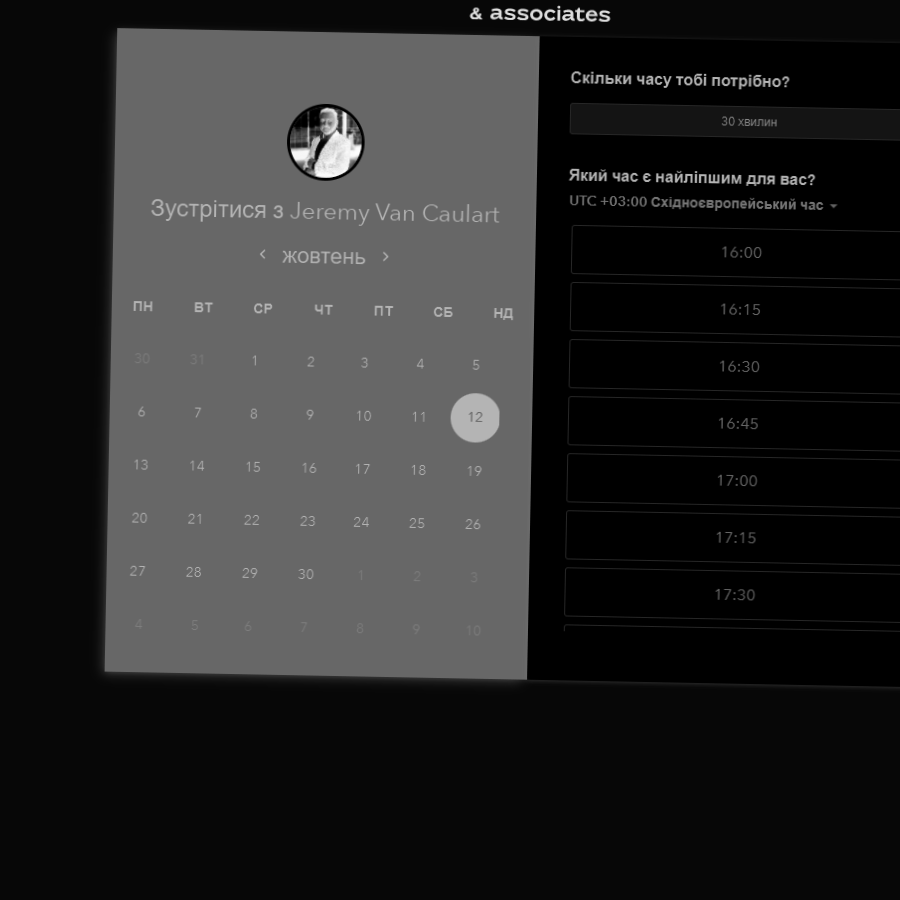 & associates
Зустрітися з Jeremy Van Caulart
жовтень
ПН ВТ СР ЧТ ПТ СБ НД
30 31 1 2 3 4 5
6 7 8 9 10 11 12
13 14 15 16 17 18 19
20 21 22 23 24 25 26
27 28 29 30 1 2 3
4 5 6 7 8 9 10
Скільки часу тобі потрібно?
30 хвилин
Який час є найліпшим для вас?
UTC +03:00 Східноєвропейський час
16:00
16:15
16:30
16:45
17:00
17:15
17:30